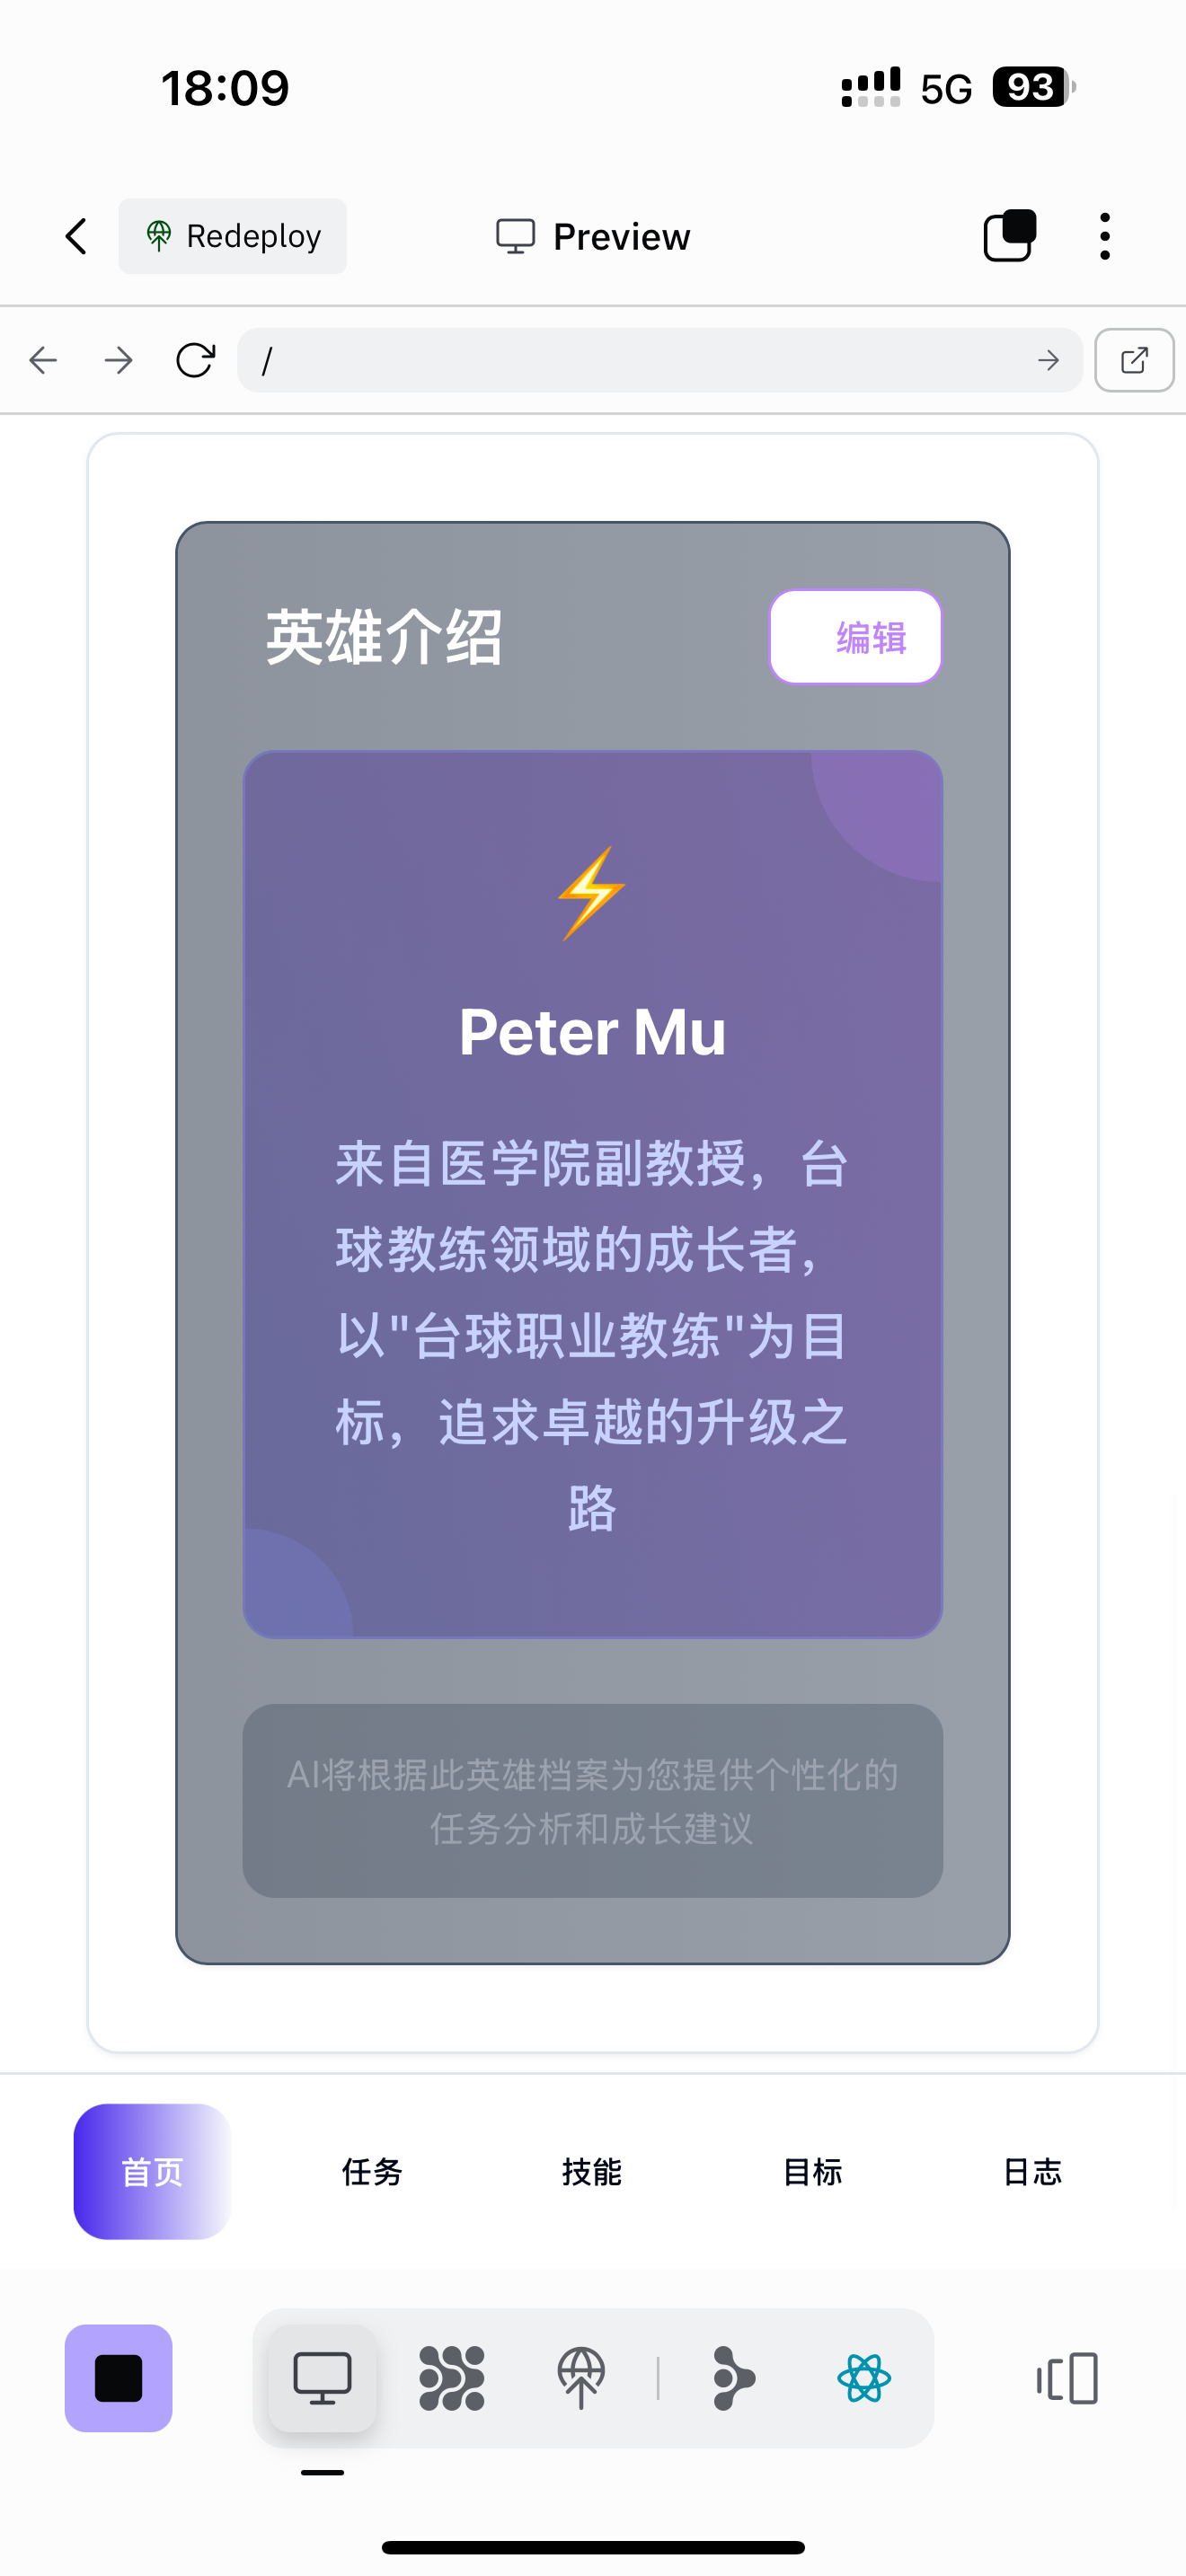 18:09
5G 93
Redeploy
Preview
/
英雄介绍
编辑
Peter Mu
来自医学院副教授，台
球教练领域的成长者，
以"台球职业教练"为目
标，追求卓越的升级之
路
AI将根据此英雄档案为您提供个性化的
任务分析和成长建议
首页
任务
技能
目标
日志